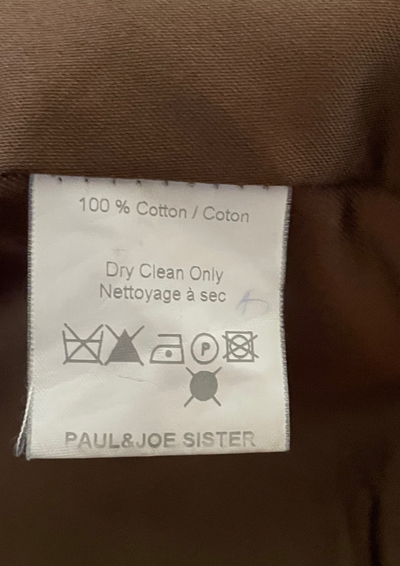 100 % Cotton / Coton
Dry Clean Only
Nettoyage à sec
P
PAUL&JOE SISTER